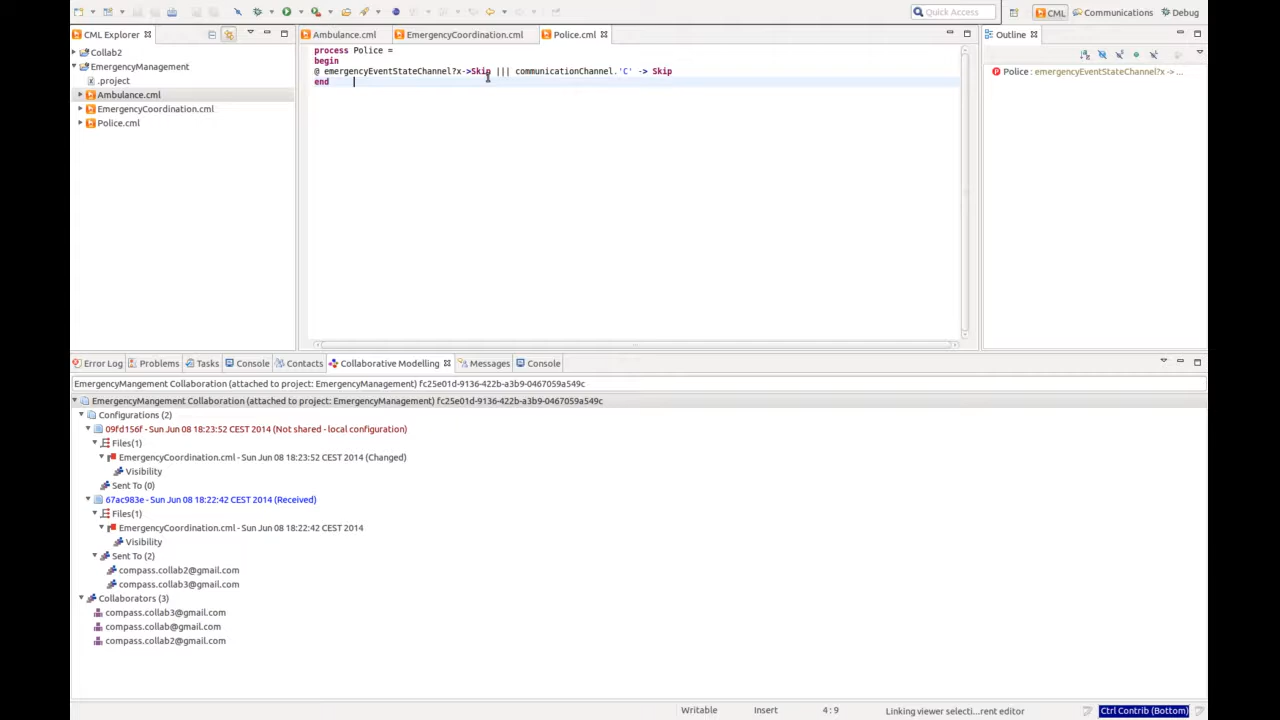 Quick Access
CML
Communications
Debug
CML Explorer
Ambulance.cml
EmergencyCoordination.cml
Police.cml
Outline
Collab2
EmergencyManagement
.project
Ambulance.cml
EmergencyCoordination.cml
Police.cml
process Police =
begin
@ emergencyEventStateChannel?x->Skip ||| communicationChannel.'C' -> Skip
end
Police : emergencyEventStateChannel?x -> ...
Error Log
Problems
Tasks
Console
Contacts
Collaborative Modelling
Messages
Console
EmergencyMangement Collaboration (attached to project: EmergencyManagement) fc25e01d-9136-422b-a3b9-0467059a549c
EmergencyMangement Collaboration (attached to project: EmergencyManagement) fc25e01d-9136-422b-a3b9-0467059a549c
Configurations (2)
09fd156f - Sun Jun 08 18:23:52 CEST 2014 (Not shared - local configuration)
Files(1)
EmergencyCoordination.cml - Sun Jun 08 18:23:52 CEST 2014 (Changed)
Visibility
Sent To (0)
67ac983e - Sun Jun 08 18:22:42 CEST 2014 (Received)
Files(1)
EmergencyCoordination.cml - Sun Jun 08 18:22:42 CEST 2014
Visibility
Sent To (2)
compass.collab2@gmail.com
compass.collab3@gmail.com
Collaborators (3)
compass.collab3@gmail.com
compass.collab@gmail.com
compass.collab2@gmail.com
Writable
Insert
4 : 9
Linking viewer selecti...rent editor
Ctrl Contrib (Bottom)